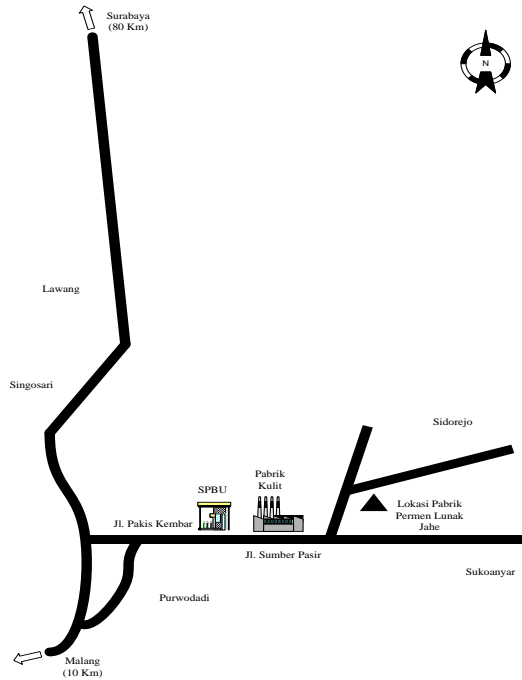 Surabaya
(80 Km)
N
Lawang
Singosari
Sidorejo
Pabrik
Kulit
SPBU
Lokasi Pabrik
Permen Lunak
Jahe
Jl. Pakis Kembar
Jl. Sumber Pasir
Sukoanyar
Purwodadi
Malang
(10 Km)